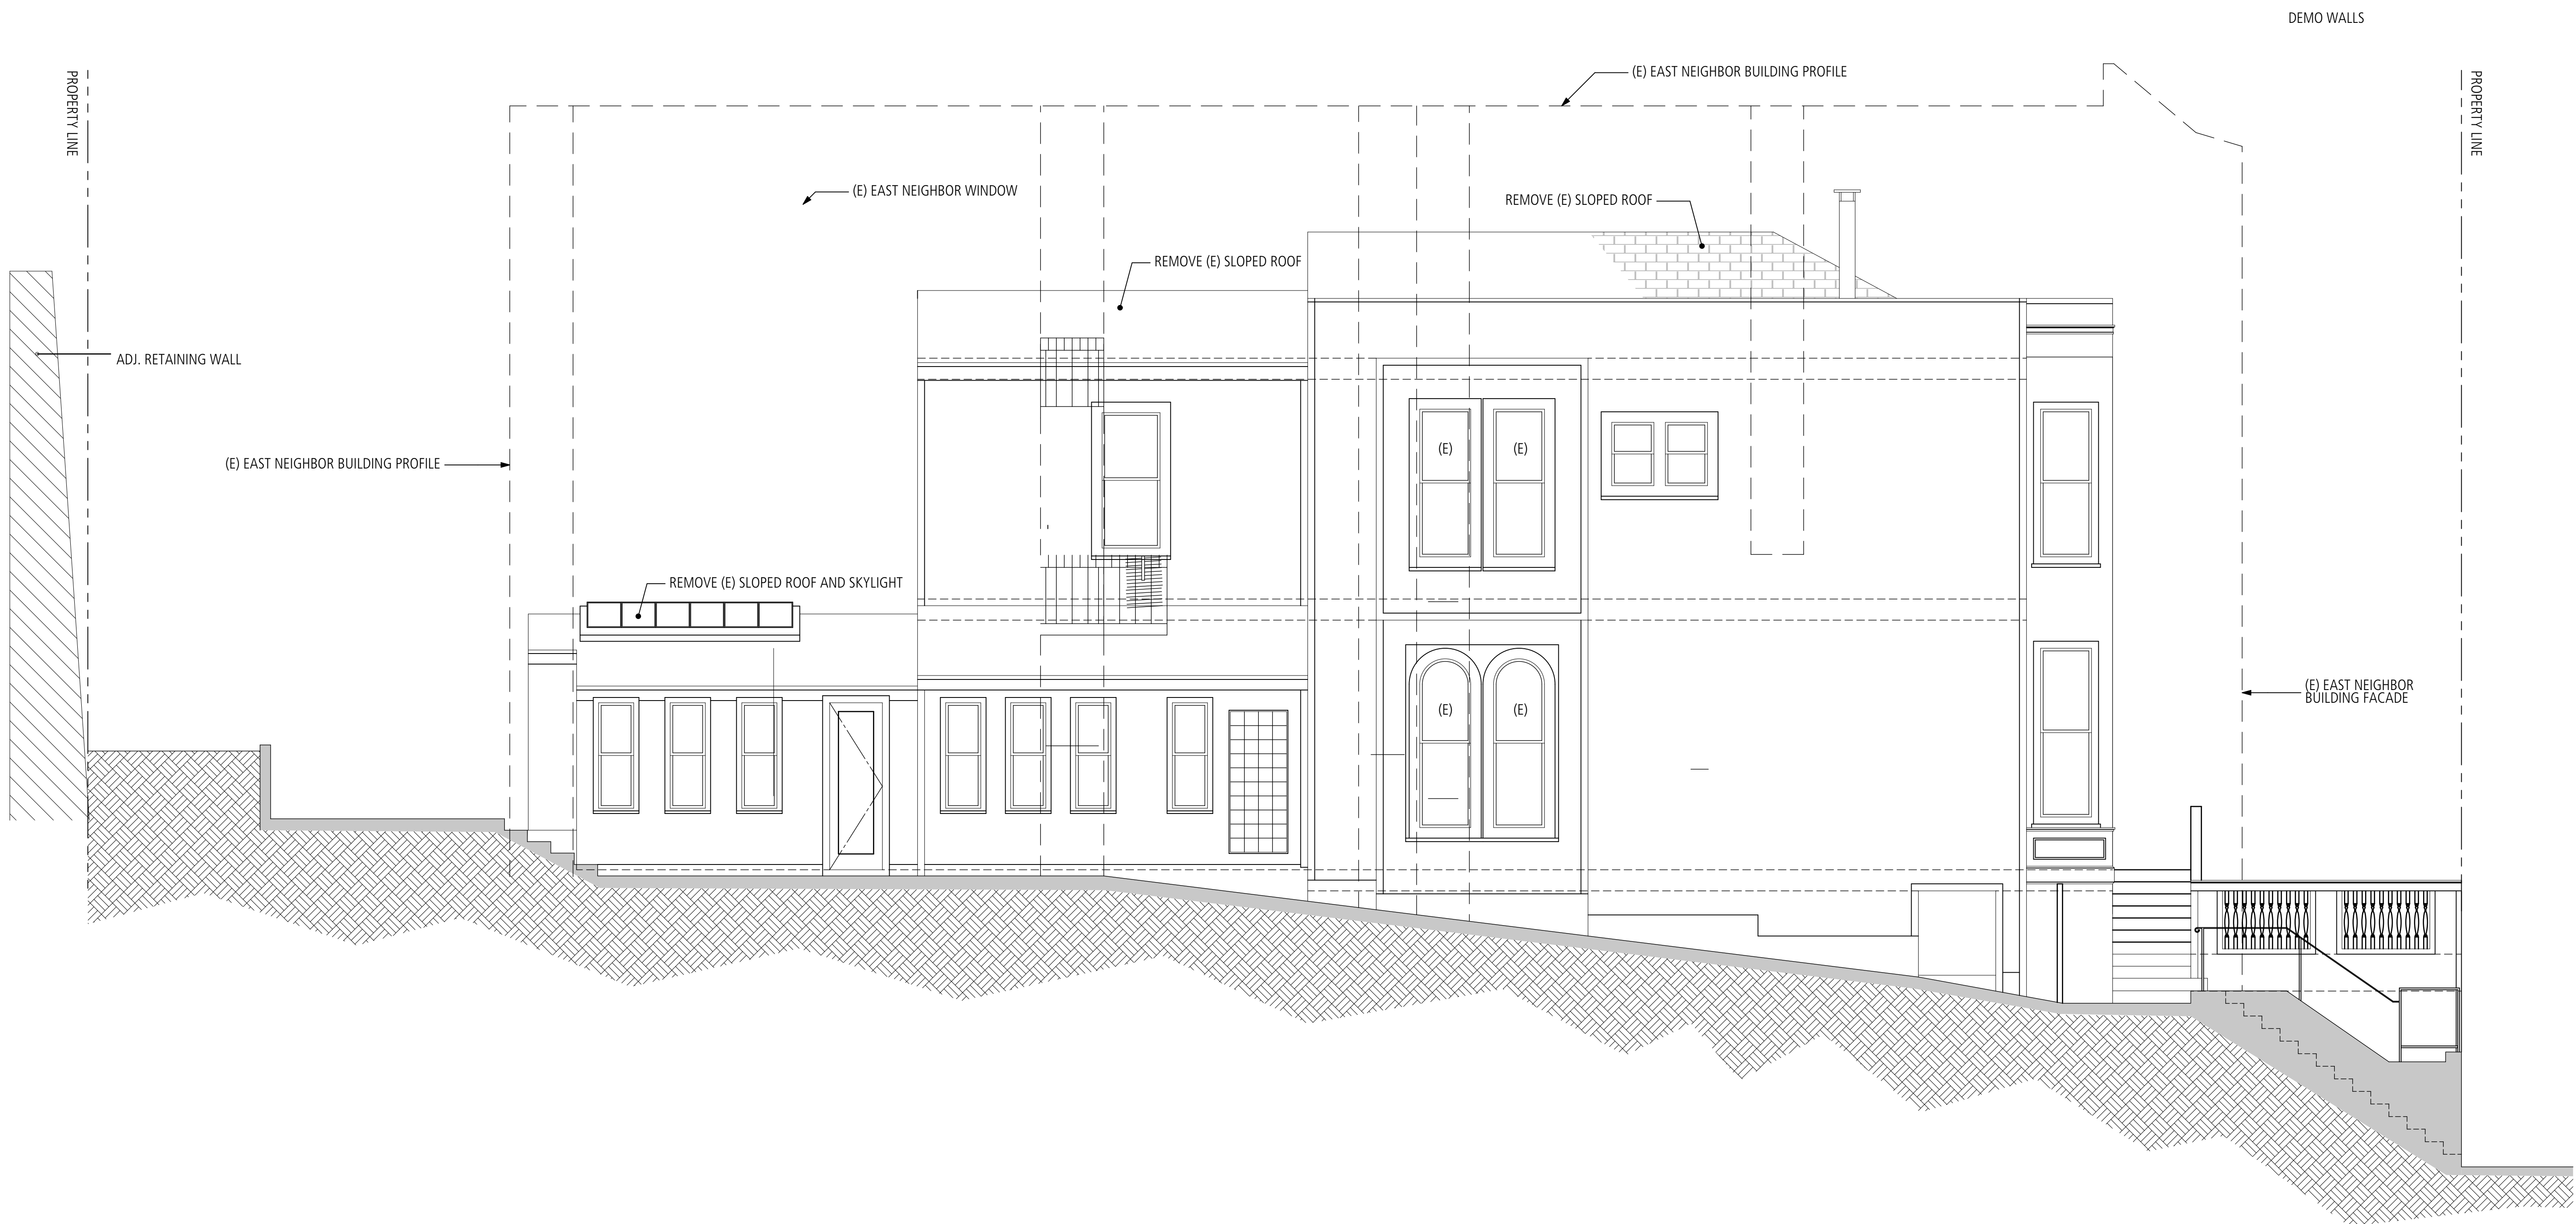 DEMO WALLS
PROPERTY LINE
(E) EAST NEIGHBOR BUILDING PROFILE
PROPERTY LINE
(E) EAST NEIGHBOR WINDOW
REMOVE (E) SLOPED ROOF
REMOVE (E) SLOPED ROOF
ADJ. RETAINING WALL
(E)
(E)
(E) EAST NEIGHBOR BUILDING PROFILE
REMOVE (E) SLOPED ROOF AND SKYLIGHT
(E) EAST NEIGHBOR
BUILDING FACADE
(E)
(E)